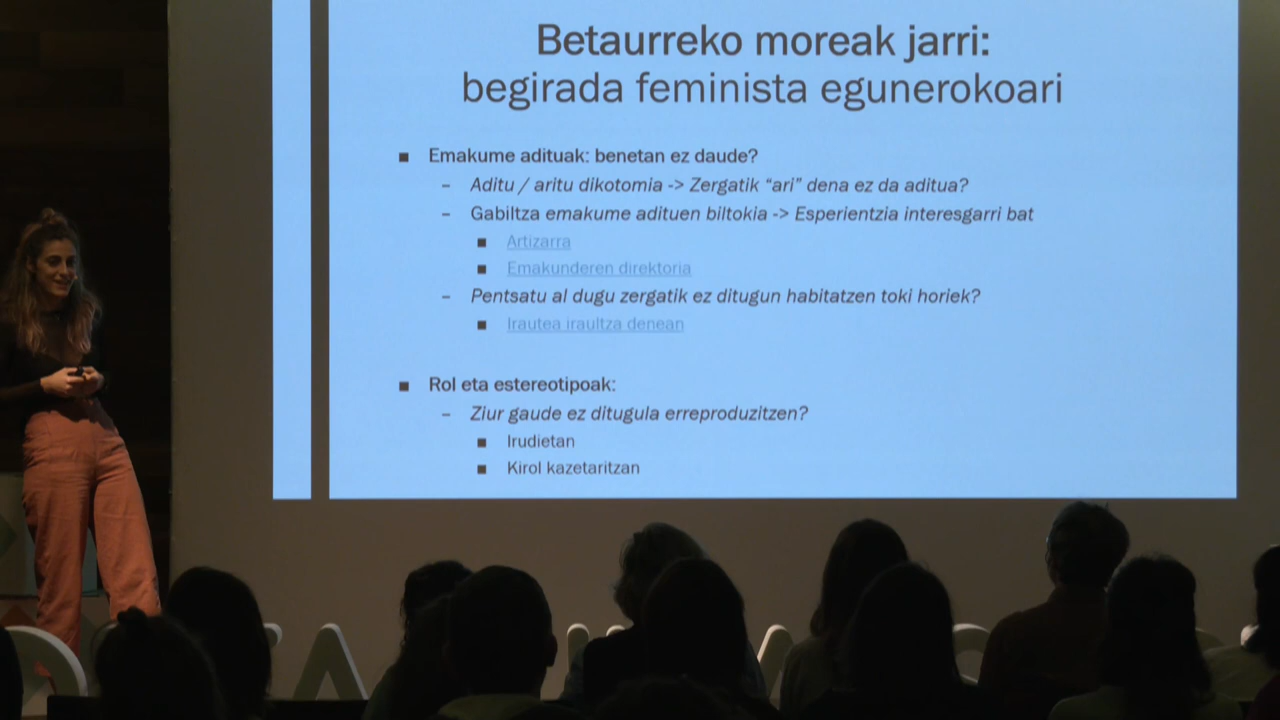 Betaurreko moreak jarri:
begirada feminista egunerokoari
■ Emakume adituak: benetan ez daude?
– Aditu / aritu dikotomia -> Zergatik “ari” dena ez da aditua?
– Gabiltza emakume adituen biltokia -> Esperientzia interesgarri bat
■ Artizarra
■ Emakunderen direktoria
– Pentsatu al dugu zergatik ez ditugun habitatzen toki horiek?
■ Irautea iraultza denean
■ Rol eta estereotipoak:
– Ziur gaude ez ditugula erreproduzitzen?
■ Irudietan
■ Kirol kazetaritzan